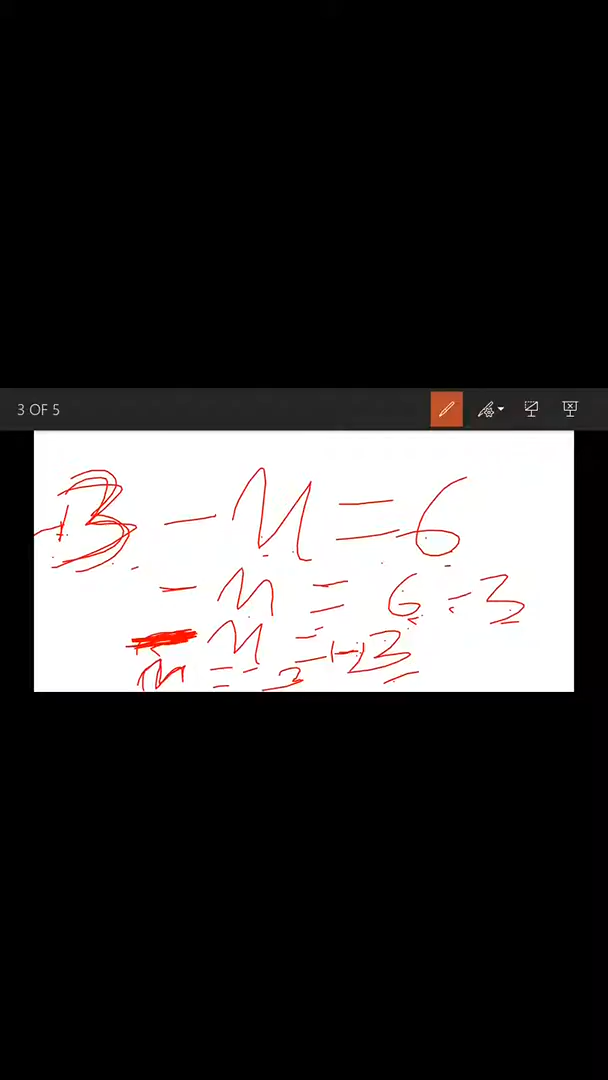 3 OF 5
3 - M = 6
- M = 6 - 3
M =
M = - 3